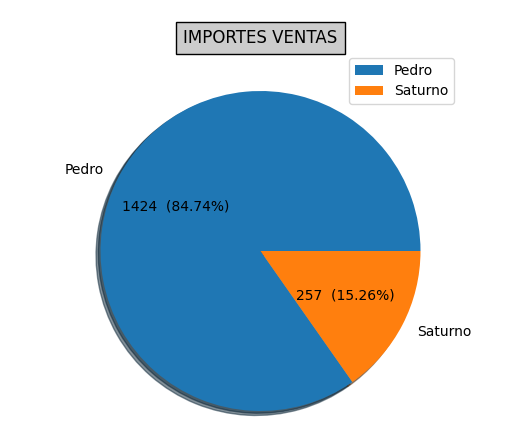 IMPORTES VENTAS
Pedro
Saturno
Pedro
1424 (84.74%)
257 (15.26%)
Saturno